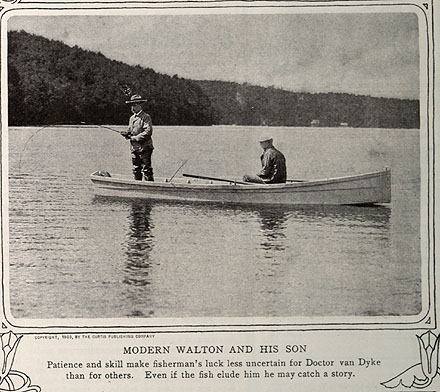 COPYRIGHT, 1903, BY THE CURTIS PUBLISHING COMPANY
MODERN WALTON AND HIS SON
Patience and skill make fisherman's luck less uncertain for Doctor van Dyke
than for others. Even if the fish elude him he may catch a story.